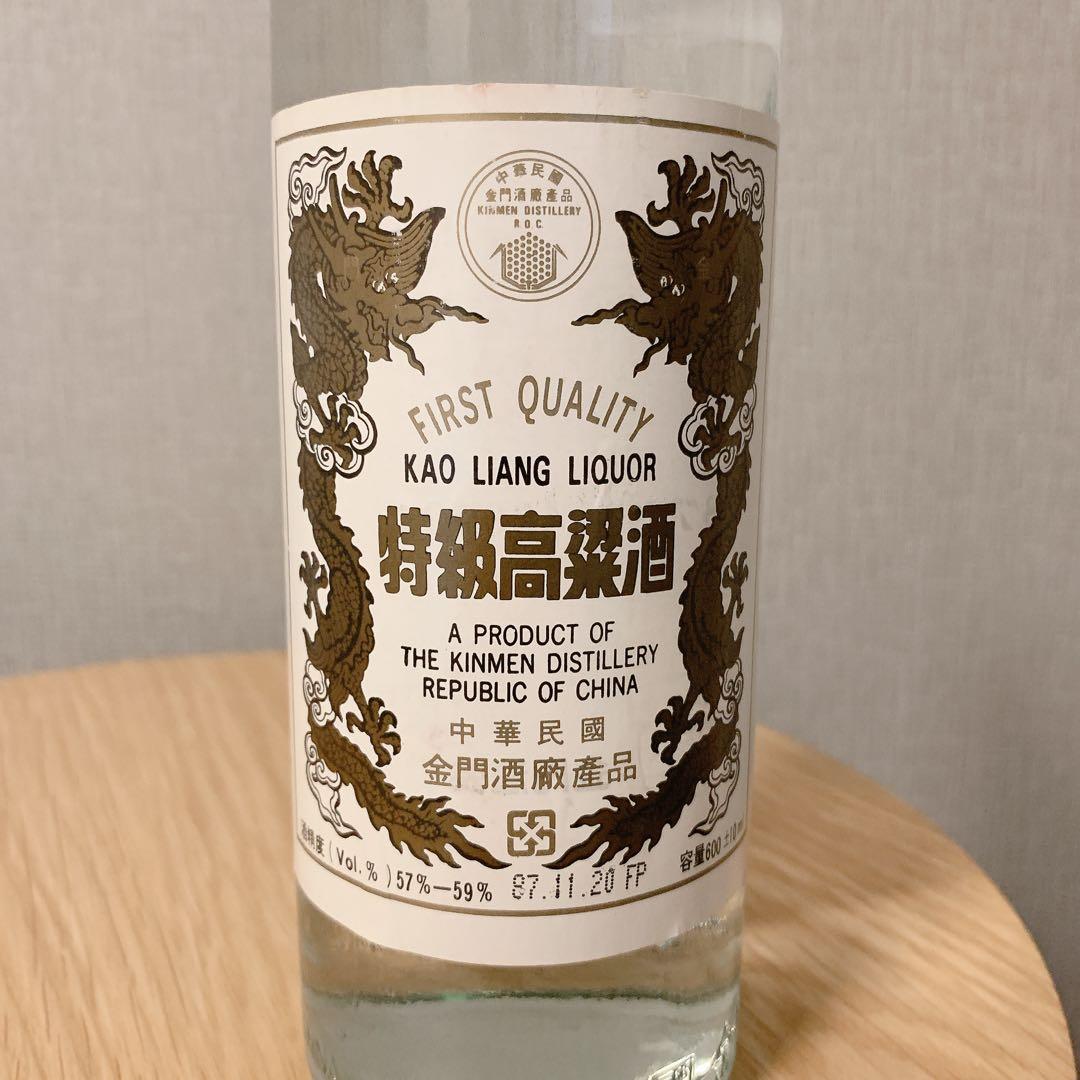 中華民國
金門酒廠產品
KINMEN DISTILLERY
R.O.C.
FIRST QUALITY
KAO LIANG LIQUOR
特級高粱酒
A PRODUCT OF
THE KINMEN DISTILLERY
REPUBLIC OF CHINA
中華民國
金門酒廠產品
酒精度(Vol.%)57%—59% 87.11.20 FP 容量600±10ml